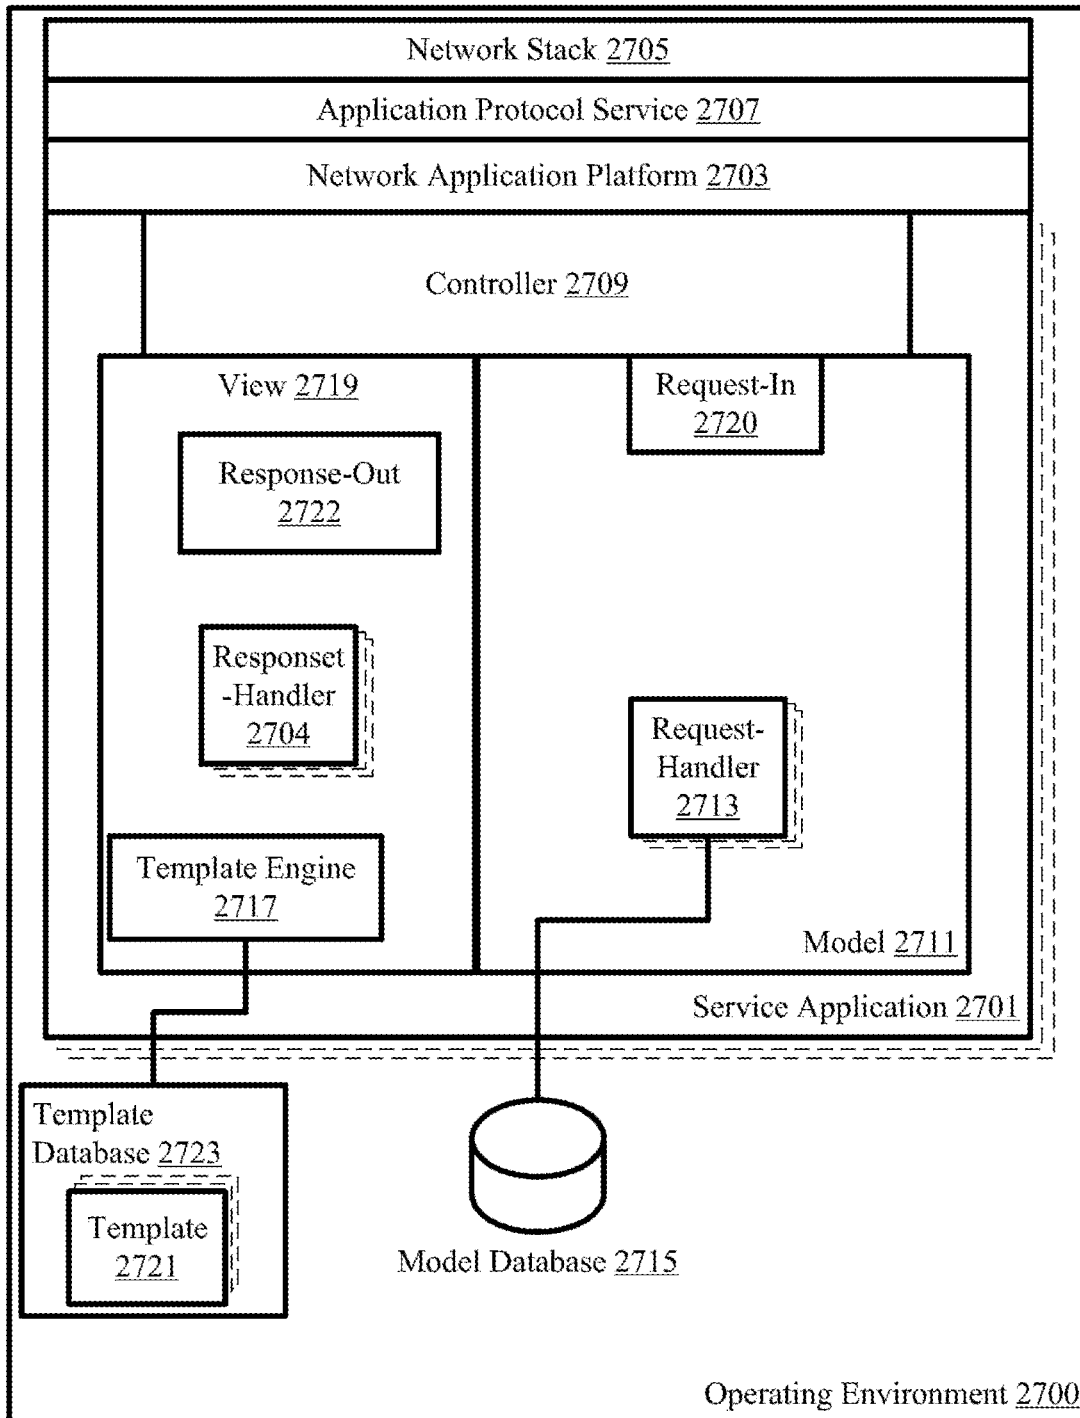 Network Stack 2705
Application Protocol Service 2707
Network Application Platform 2703
Controller 2709
View 2719
Response-Out
2722
Responset
-Handler
2704
Template Engine
2717
Request-In
2720
Request-
Handler
2713
Model 2711
Service Application 2701
Template
Database 2723
Template
2721
Model Database 2715
Operating Environment 2700